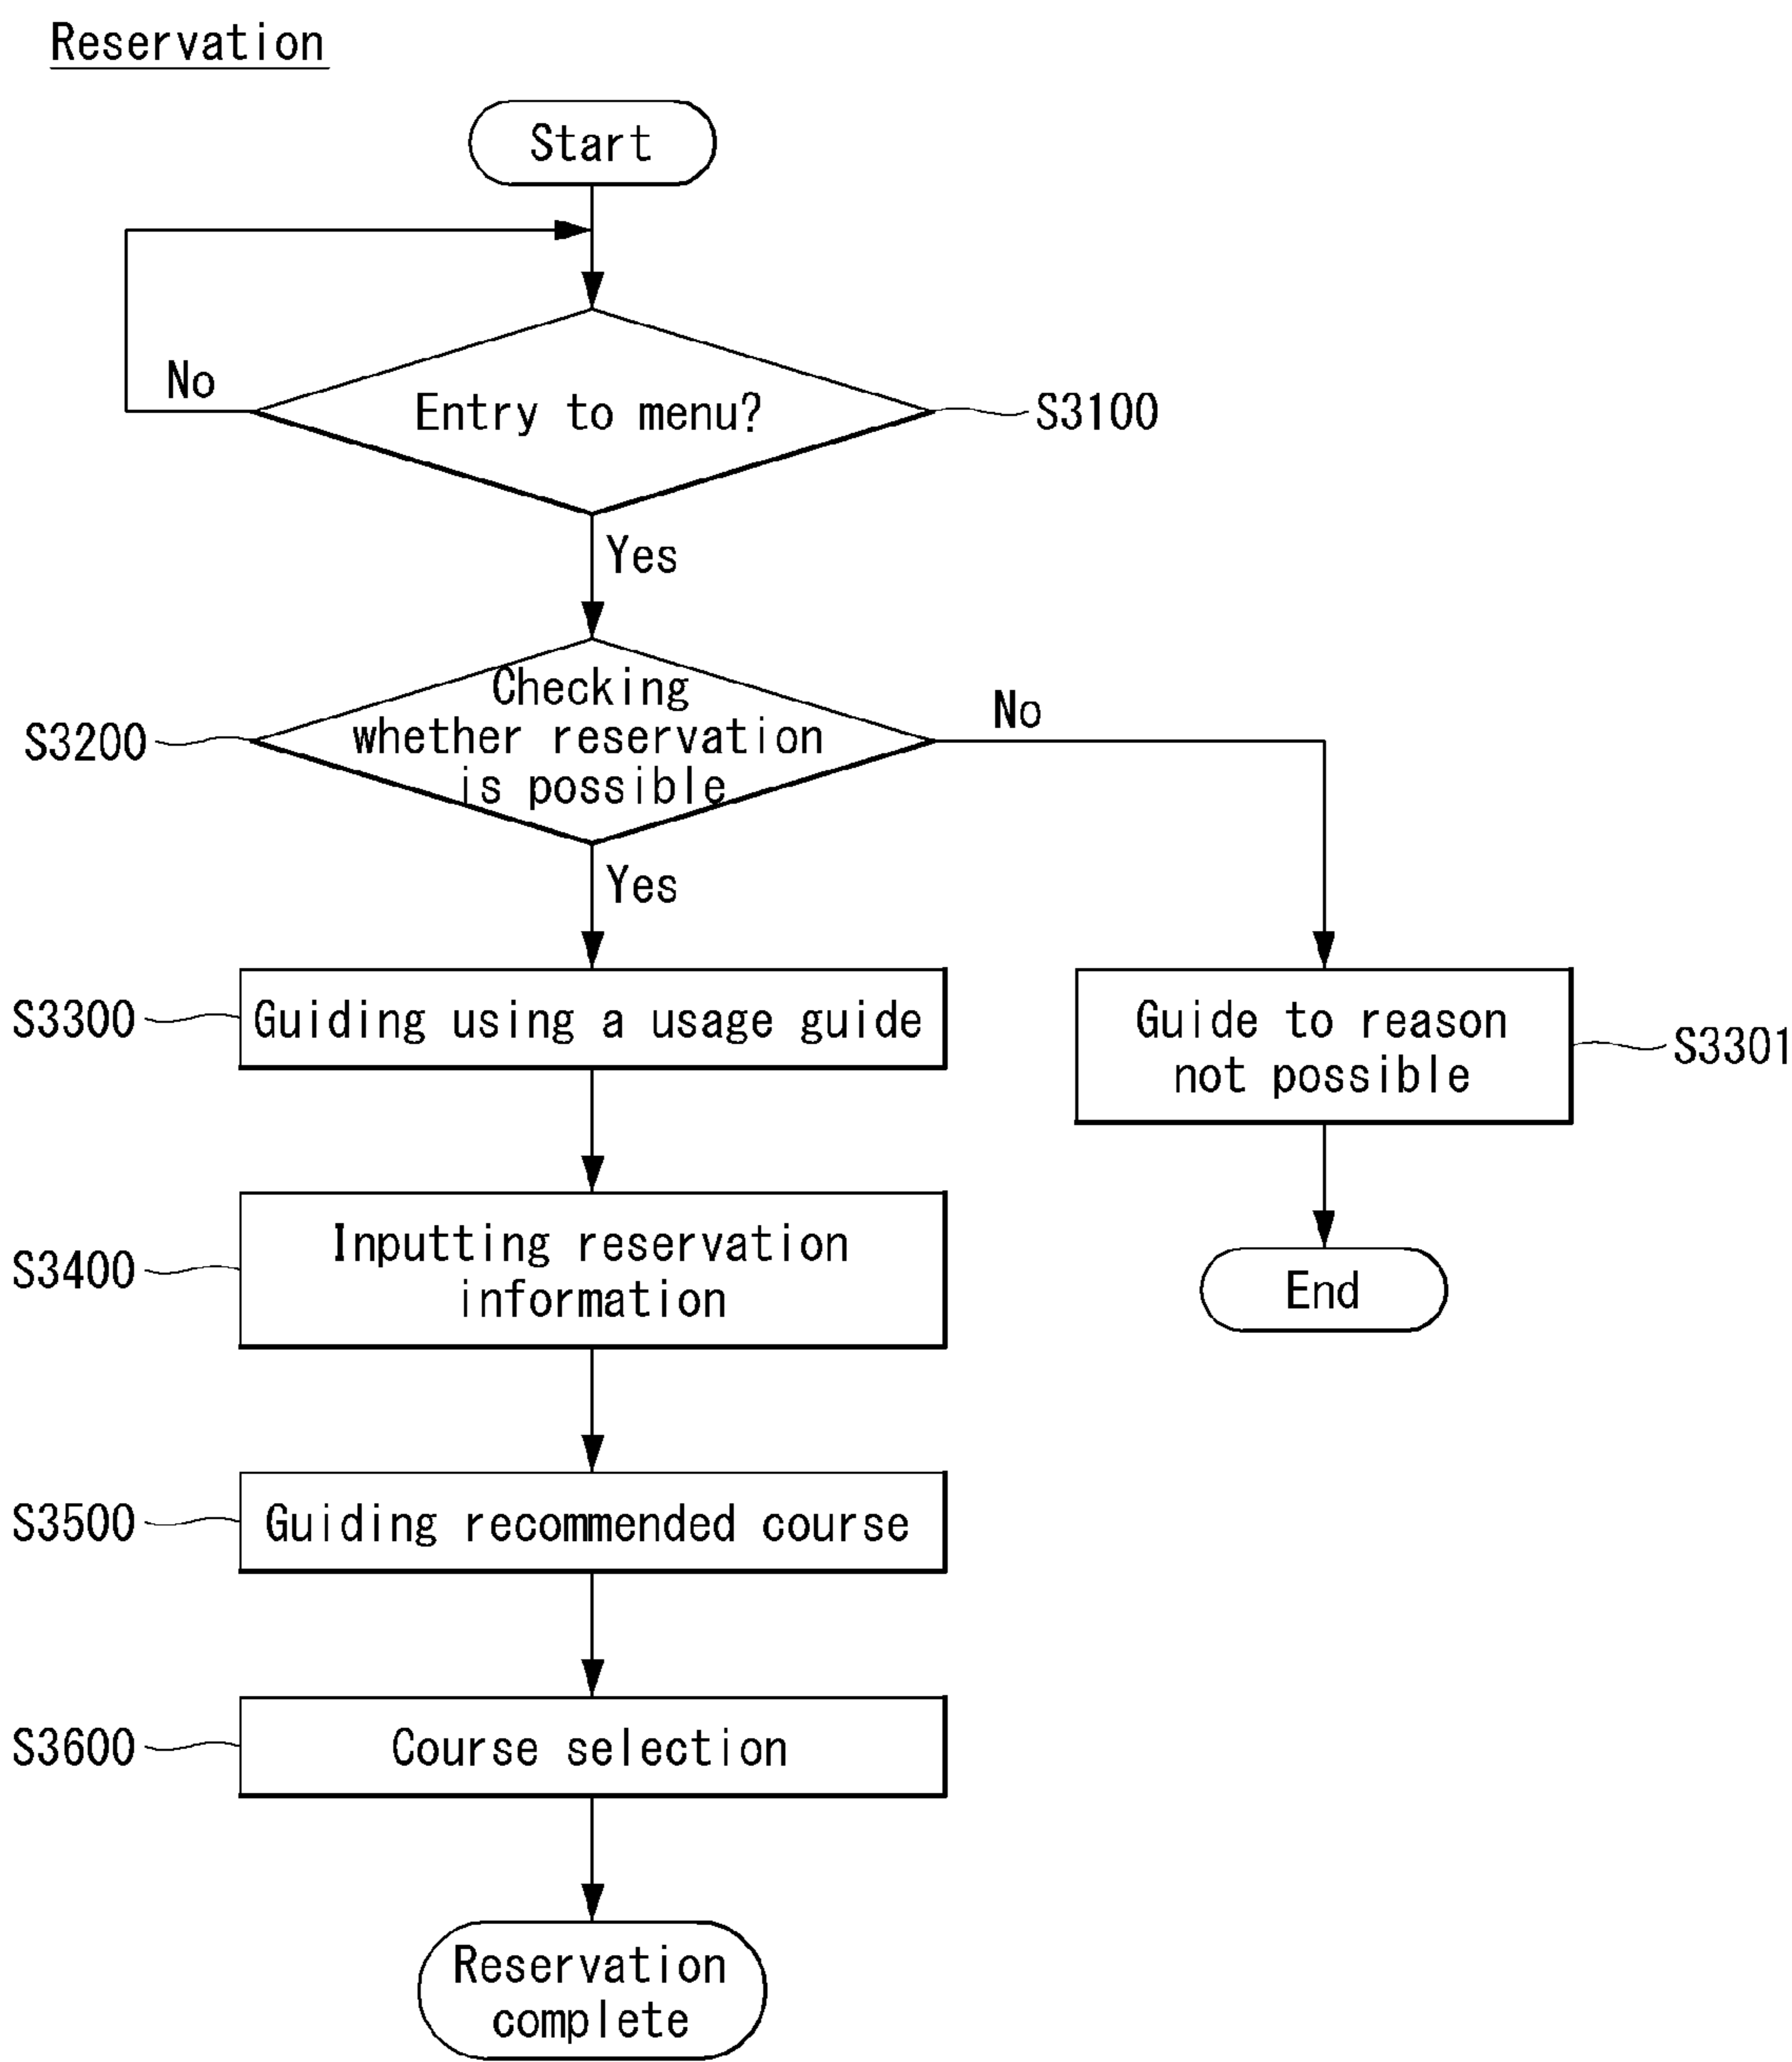 Reservation
Start
No
Entry to menu?
S3100
Yes
Checking
whether reservation
is possible
S3200
No
Yes
S3300
Guiding using a usage guide
Guide to reason
not possible
S3301
S3400
Inputting reservation
information
End
S3500
Guiding recommended course
S3600
Course selection
Reservation
complete